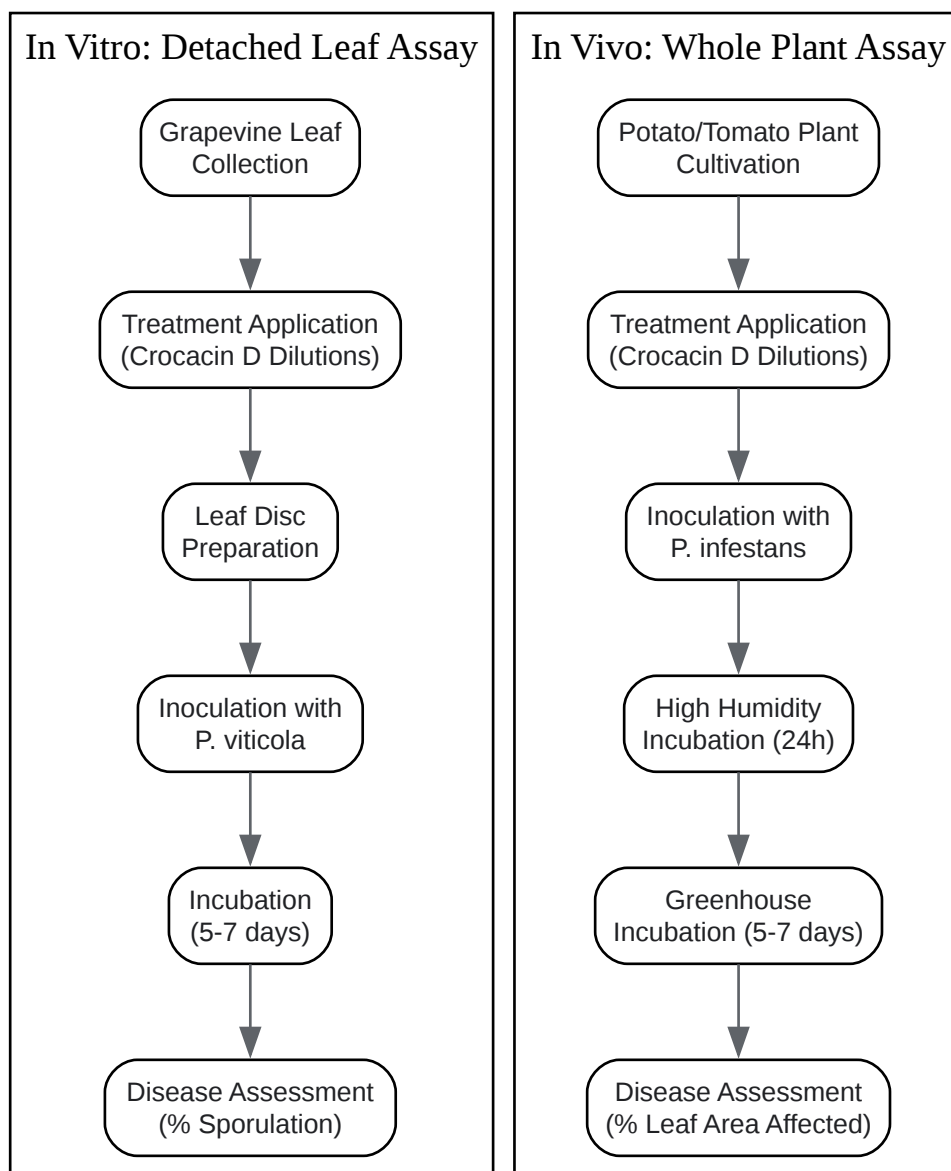 In Vitro: Detached Leaf Assay
Grapevine Leaf
Collection
Treatment Application
(Crocacin D Dilutions)
Leaf Disc
Preparation
Inoculation with
P. viticola
Incubation
(5-7 days)
Disease Assessment
(% Sporulation)
In Vivo: Whole Plant Assay
Potato/Tomato Plant
Cultivation
Treatment Application
(Crocacin D Dilutions)
Inoculation with
P. infestans
High Humidity
Incubation (24h)
Greenhouse
Incubation (5-7 days)
Disease Assessment
(% Leaf Area Affected)